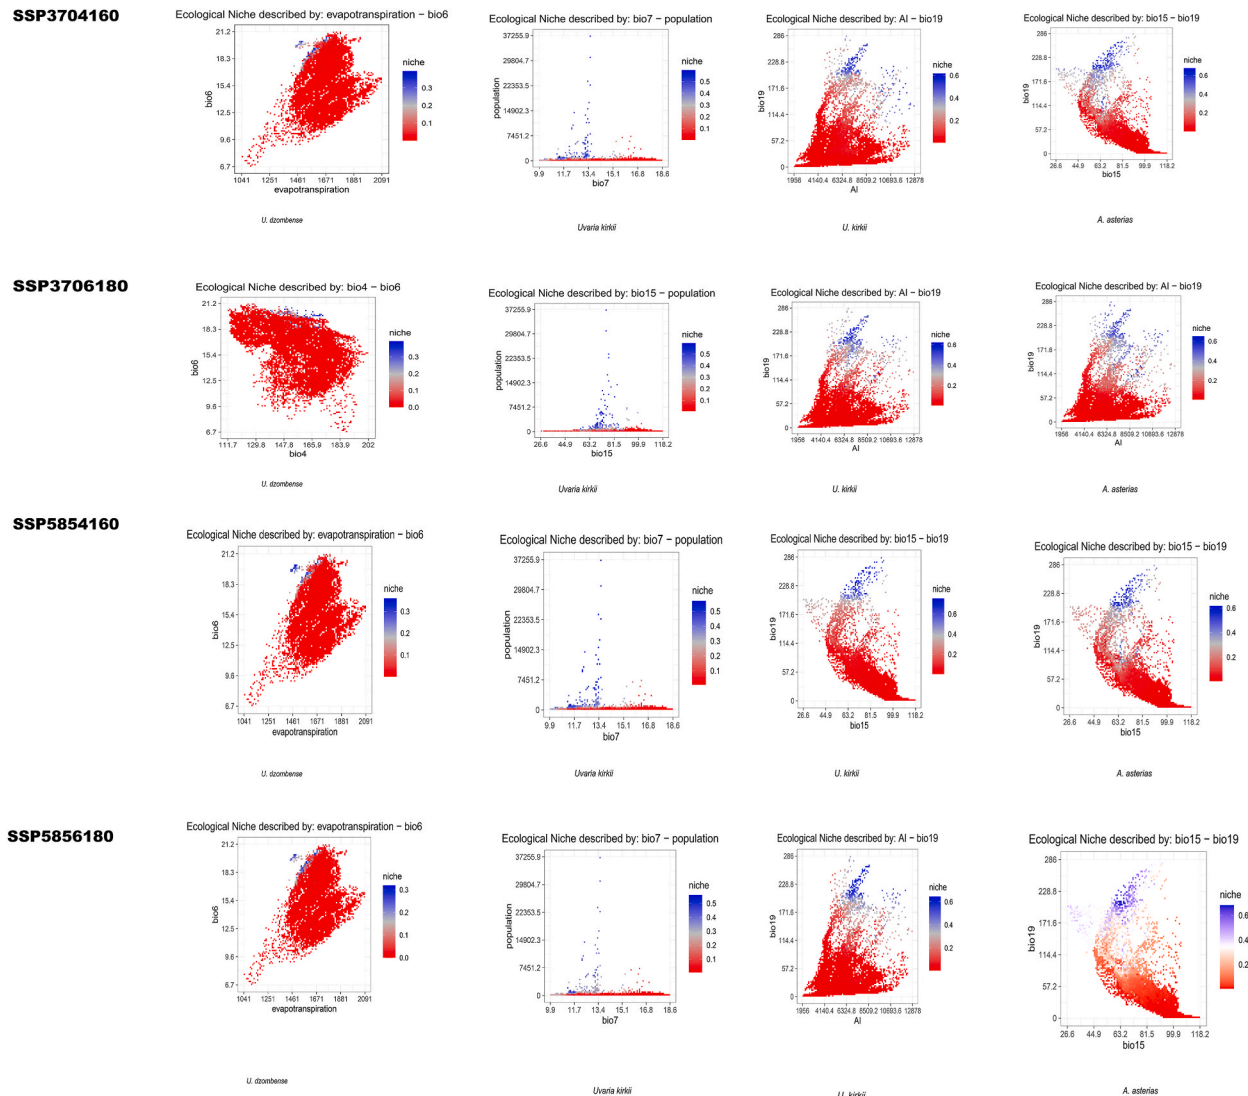 SSP3704160
Ecological Niche described by: evapotranspiration – bio6
21.2
18.3
15.4
12.5
9.6
6.7
bio6
1041 1251 1461 1671 1881 2091
evapotranspiration
niche
0.3
0.2
0.1
U. dzombense
Ecological Niche described by: bio7 – population
37255.9
29804.7
22353.5
14902.3
7451.2
0
population
9.9 11.7 13.4 15.1 16.8 18.6
bio7
niche
0.5
0.4
0.3
0.2
0.1
Uvaria kirkii
Ecological Niche described by: AI – bio19
286
228.8
171.6
114.4
57.2
0
bio19
1958 4140.4 6324.8 8509.2 10693.6 12878
AI
niche
0.6
0.4
0.2
U. kirkii
Ecological Niche described by: bio15 – bio19
286
228.8
171.6
114.4
57.2
0
bio19
26.6 44.9 63.2 81.5 99.9 118.2
bio15
niche
0.6
0.4
0.2
A. asterias
SSP3706180
Ecological Niche described by: bio4 – bio6
21.2
18.3
15.4
12.5
9.6
6.7
bio6
111.7 129.8 147.8 165.9 183.9 202
bio4
niche
0.3
0.2
0.1
0.0
U. dzombense
Ecological Niche described by: bio15 – population
37255.9
29804.7
22353.5
14902.3
7451.2
0
population
26.6 44.9 63.2 81.5 99.9 118.2
bio15
niche
0.5
0.4
0.3
0.2
0.1
Uvaria kirkii
Ecological Niche described by: AI – bio19
286
228.8
171.6
114.4
57.2
0
bio19
1958 4140.4 6324.8 8509.2 10693.6 12878
AI
niche
0.6
0.4
0.2
U. kirkii
Ecological Niche described by: AI – bio19
286
228.8
171.6
114.4
57.2
0
bio19
1958 4140.4 6324.8 8509.2 10693.6 12878
AI
niche
0.6
0.4
0.2
A. asterias
SSP5854160
Ecological Niche described by: evapotranspiration – bio6
21.2
18.3
15.4
12.5
9.6
6.7
bio6
1041 1251 1461 1671 1881 2091
evapotranspiration
niche
0.3
0.2
0.1
U. dzombense
Ecological Niche described by: bio7 – population
37255.9
29804.7
22353.5
14902.3
7451.2
0
population
9.9 11.7 13.4 15.1 16.8 18.6
bio7
niche
0.5
0.4
0.3
0.2
0.1
Uvaria kirkii
Ecological Niche described by: bio15 – bio19
286
228.8
171.6
114.4
57.2
0
bio19
26.6 44.9 63.2 81.5 99.9 118.2
bio15
niche
0.6
0.4
0.2
U. kirkii
Ecological Niche described by: bio15 – bio19
286
228.8
171.6
114.4
57.2
0
bio19
26.6 44.9 63.2 81.5 99.9 118.2
bio15
niche
0.6
0.4
0.2
A. asterias
SSP5856180
Ecological Niche described by: evapotranspiration – bio6
21.2
18.3
15.4
12.5
9.6
6.7
bio6
1041 1251 1461 1671 1881 2091
evapotranspiration
niche
0.3
0.2
0.1
0.0
U. dzombense
Ecological Niche described by: bio7 – population
37255.9
29804.7
22353.5
14902.3
7451.2
0
population
9.9 11.7 13.4 15.1 16.8 18.6
bio7
niche
0.5
0.4
0.3
0.2
0.1
Uvaria kirkii
Ecological Niche described by: AI – bio19
286
228.8
171.6
114.4
57.2
0
bio19
1958 4140.4 6324.8 8509.2 10693.6 12878
AI
niche
0.6
0.4
0.2
U. kirkii
Ecological Niche described by: bio15 – bio19
286
228.8
171.6
114.4
57.2
0
bio19
26.6 44.9 63.2 81.5 99.9 118.2
bio15
niche
0.6
0.4
0.2
A. asterias